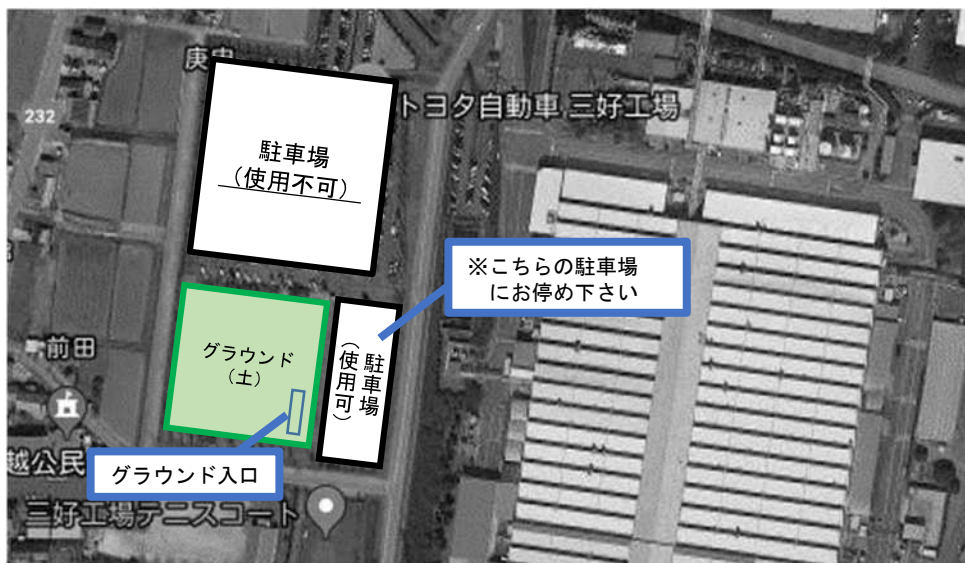 庚申
232
トヨタ自動車 三好工場
駐車場
（使用不可）
※こちらの駐車場
にお停め下さい
前田
グラウンド
（土）
駐車場
（使用可）
越公民
グラウンド入口
三好工場テニスコート